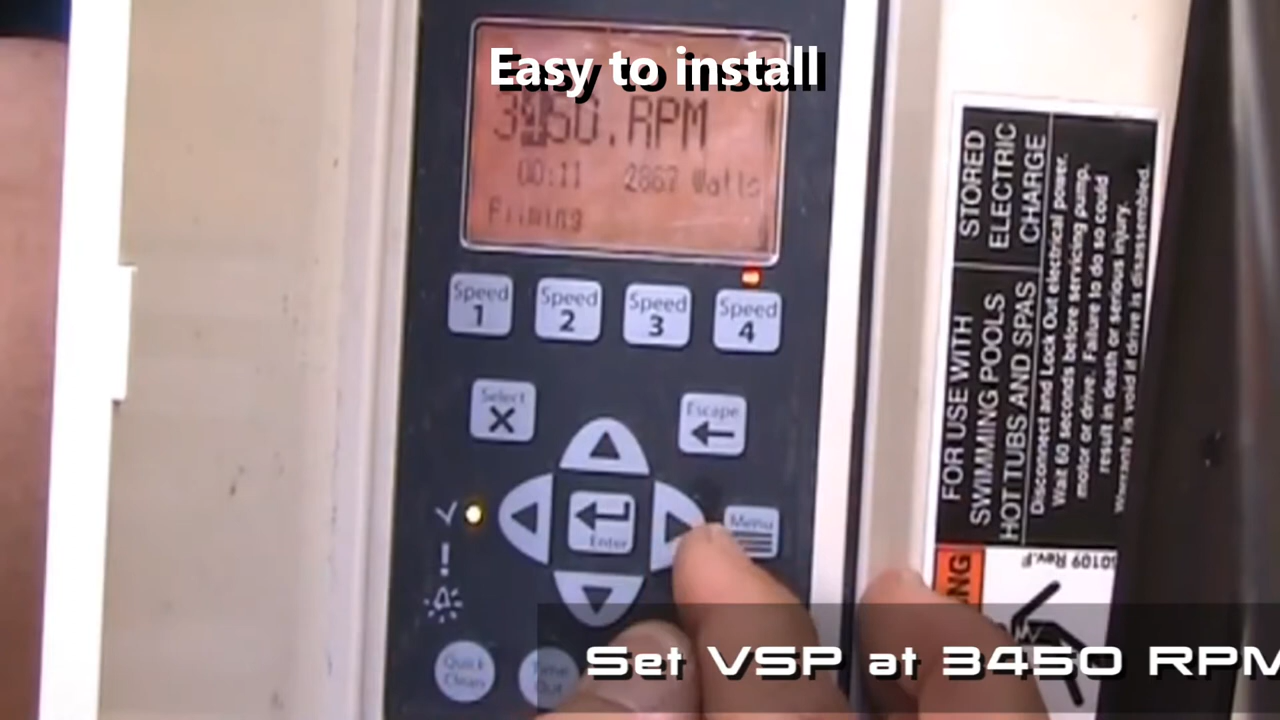 Easy to install
3450.RPM
00:11 2867 Watts
Priming
Speed 1
Speed 2
Speed 3
Speed 4
Select
Escape
Enter
Menu
Quick Clean
Time Out
STORED
ELECTRIC
CHARGE
FOR USE WITH
SWIMMING POOLS
HOT TUBS AND SPAS
Disconnect and Lock Out electrical power.
Wait 60 seconds before servicing pump,
motor or drive. Failure to do so could
result in death or serious injury.
Warranty is void if drive is disassembled.
Rev.F
Set VSP at 3450 RPM